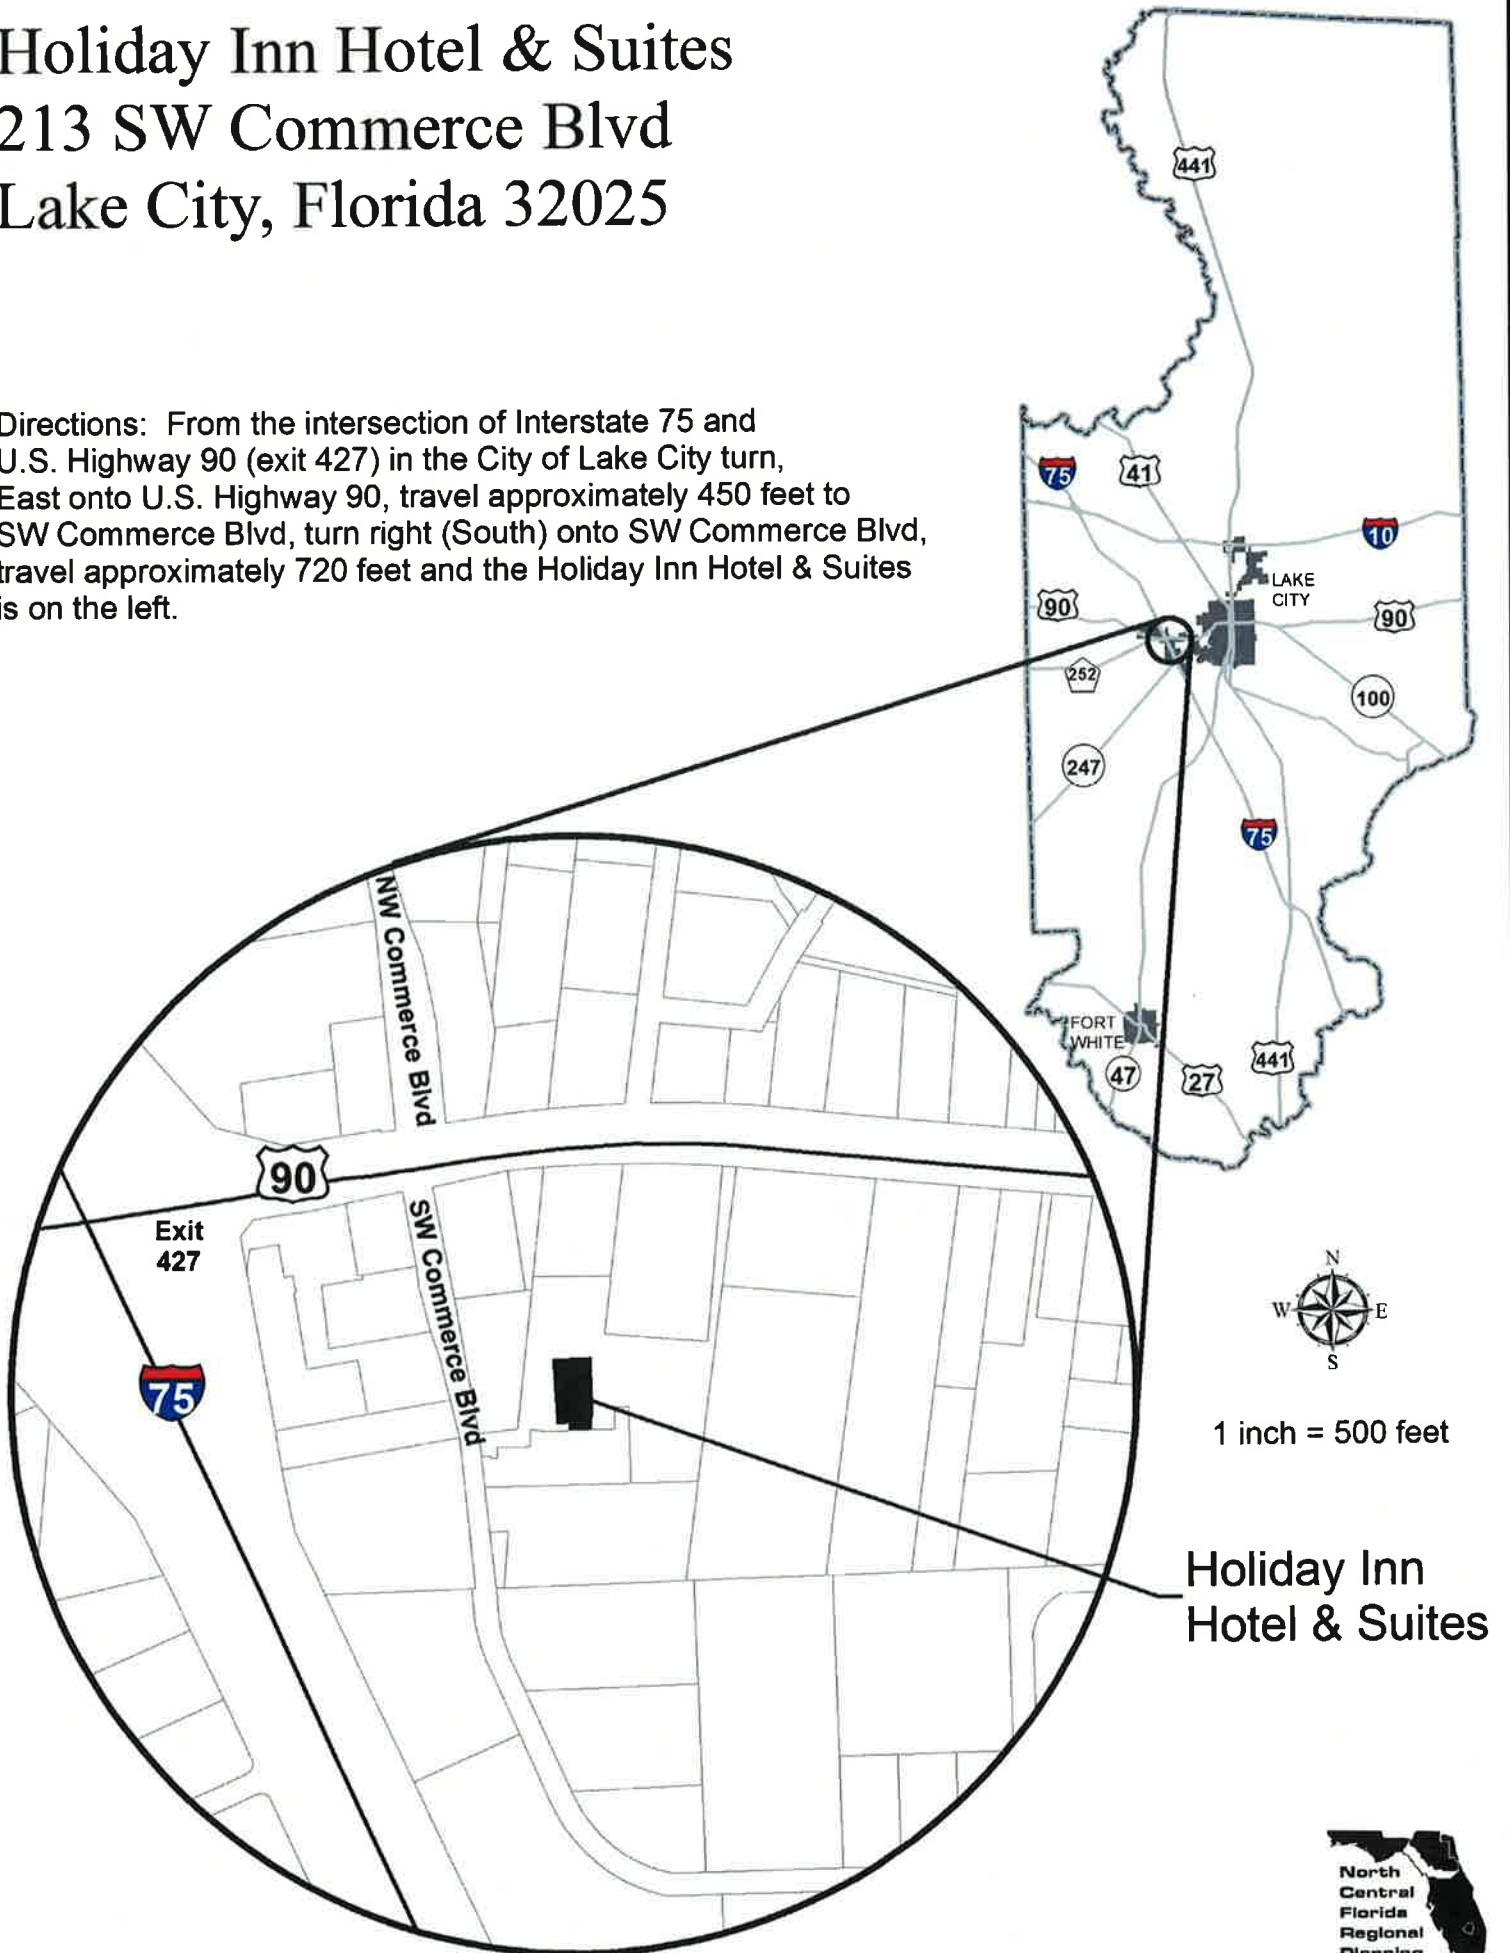 Holiday Inn Hotel & Suites
213 SW Commerce Blvd
Lake City, Florida 32025
Directions: From the intersection of Interstate 75 and
U.S. Highway 90 (exit 427) in the City of Lake City turn,
East onto U.S. Highway 90, travel approximately 450 feet to
SW Commerce Blvd, turn right (South) onto SW Commerce Blvd,
travel approximately 720 feet and the Holiday Inn Hotel & Suites
is on the left.
441
75
41
10
LAKE
CITY
90
90
252
100
247
75
FORT
WHITE
47
27
441
NW Commerce Blvd
90
Exit
427
SW Commerce Blvd
75
N
W
E
S
1 inch = 500 feet
Holiday Inn
Hotel & Suites
North
Central
Florida
Regional
Planning